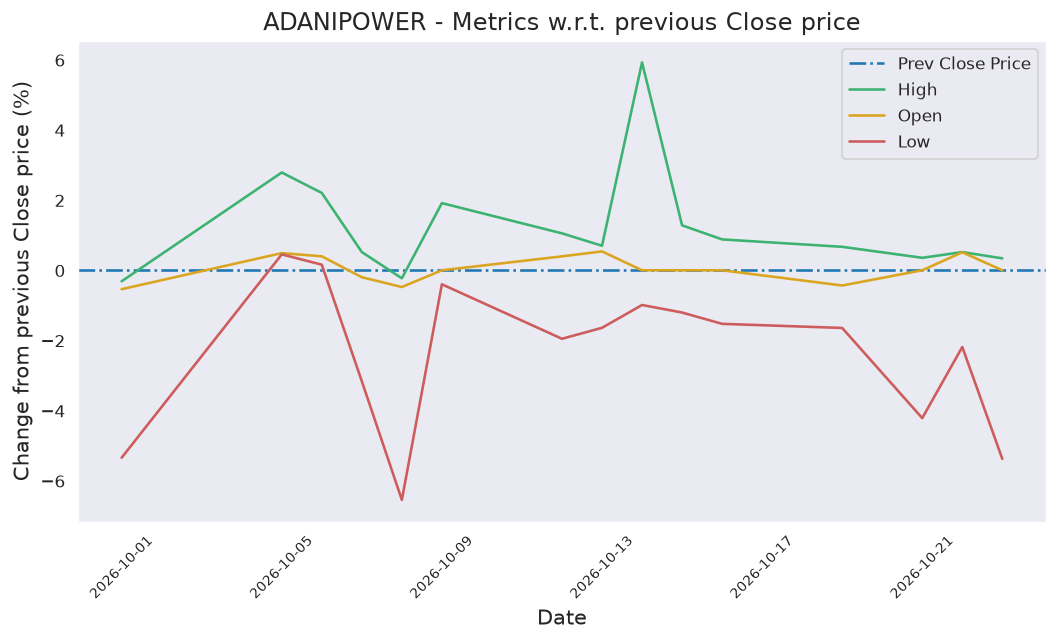 ADANIPOWER - Metrics w.r.t. previous Close price
Change from previous Close price (%)
6
4
2
0
−2
−4
−6
Prev Close Price
High
Open
Low
2026-10-01
2026-10-05
2026-10-09
2026-10-13
2026-10-17
2026-10-21
Date